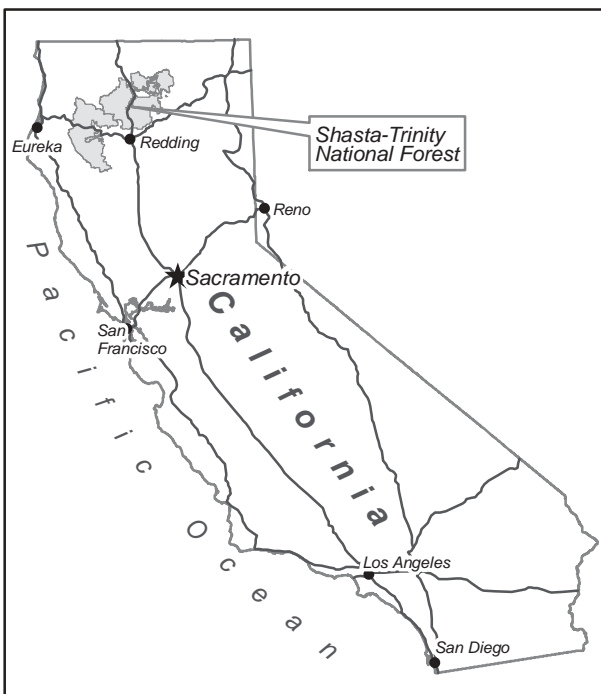 Shasta-Trinity
National Forest
Eureka
Redding
Reno
Sacramento
San
Francisco
California
Pacific Ocean
Los Angeles
San Diego